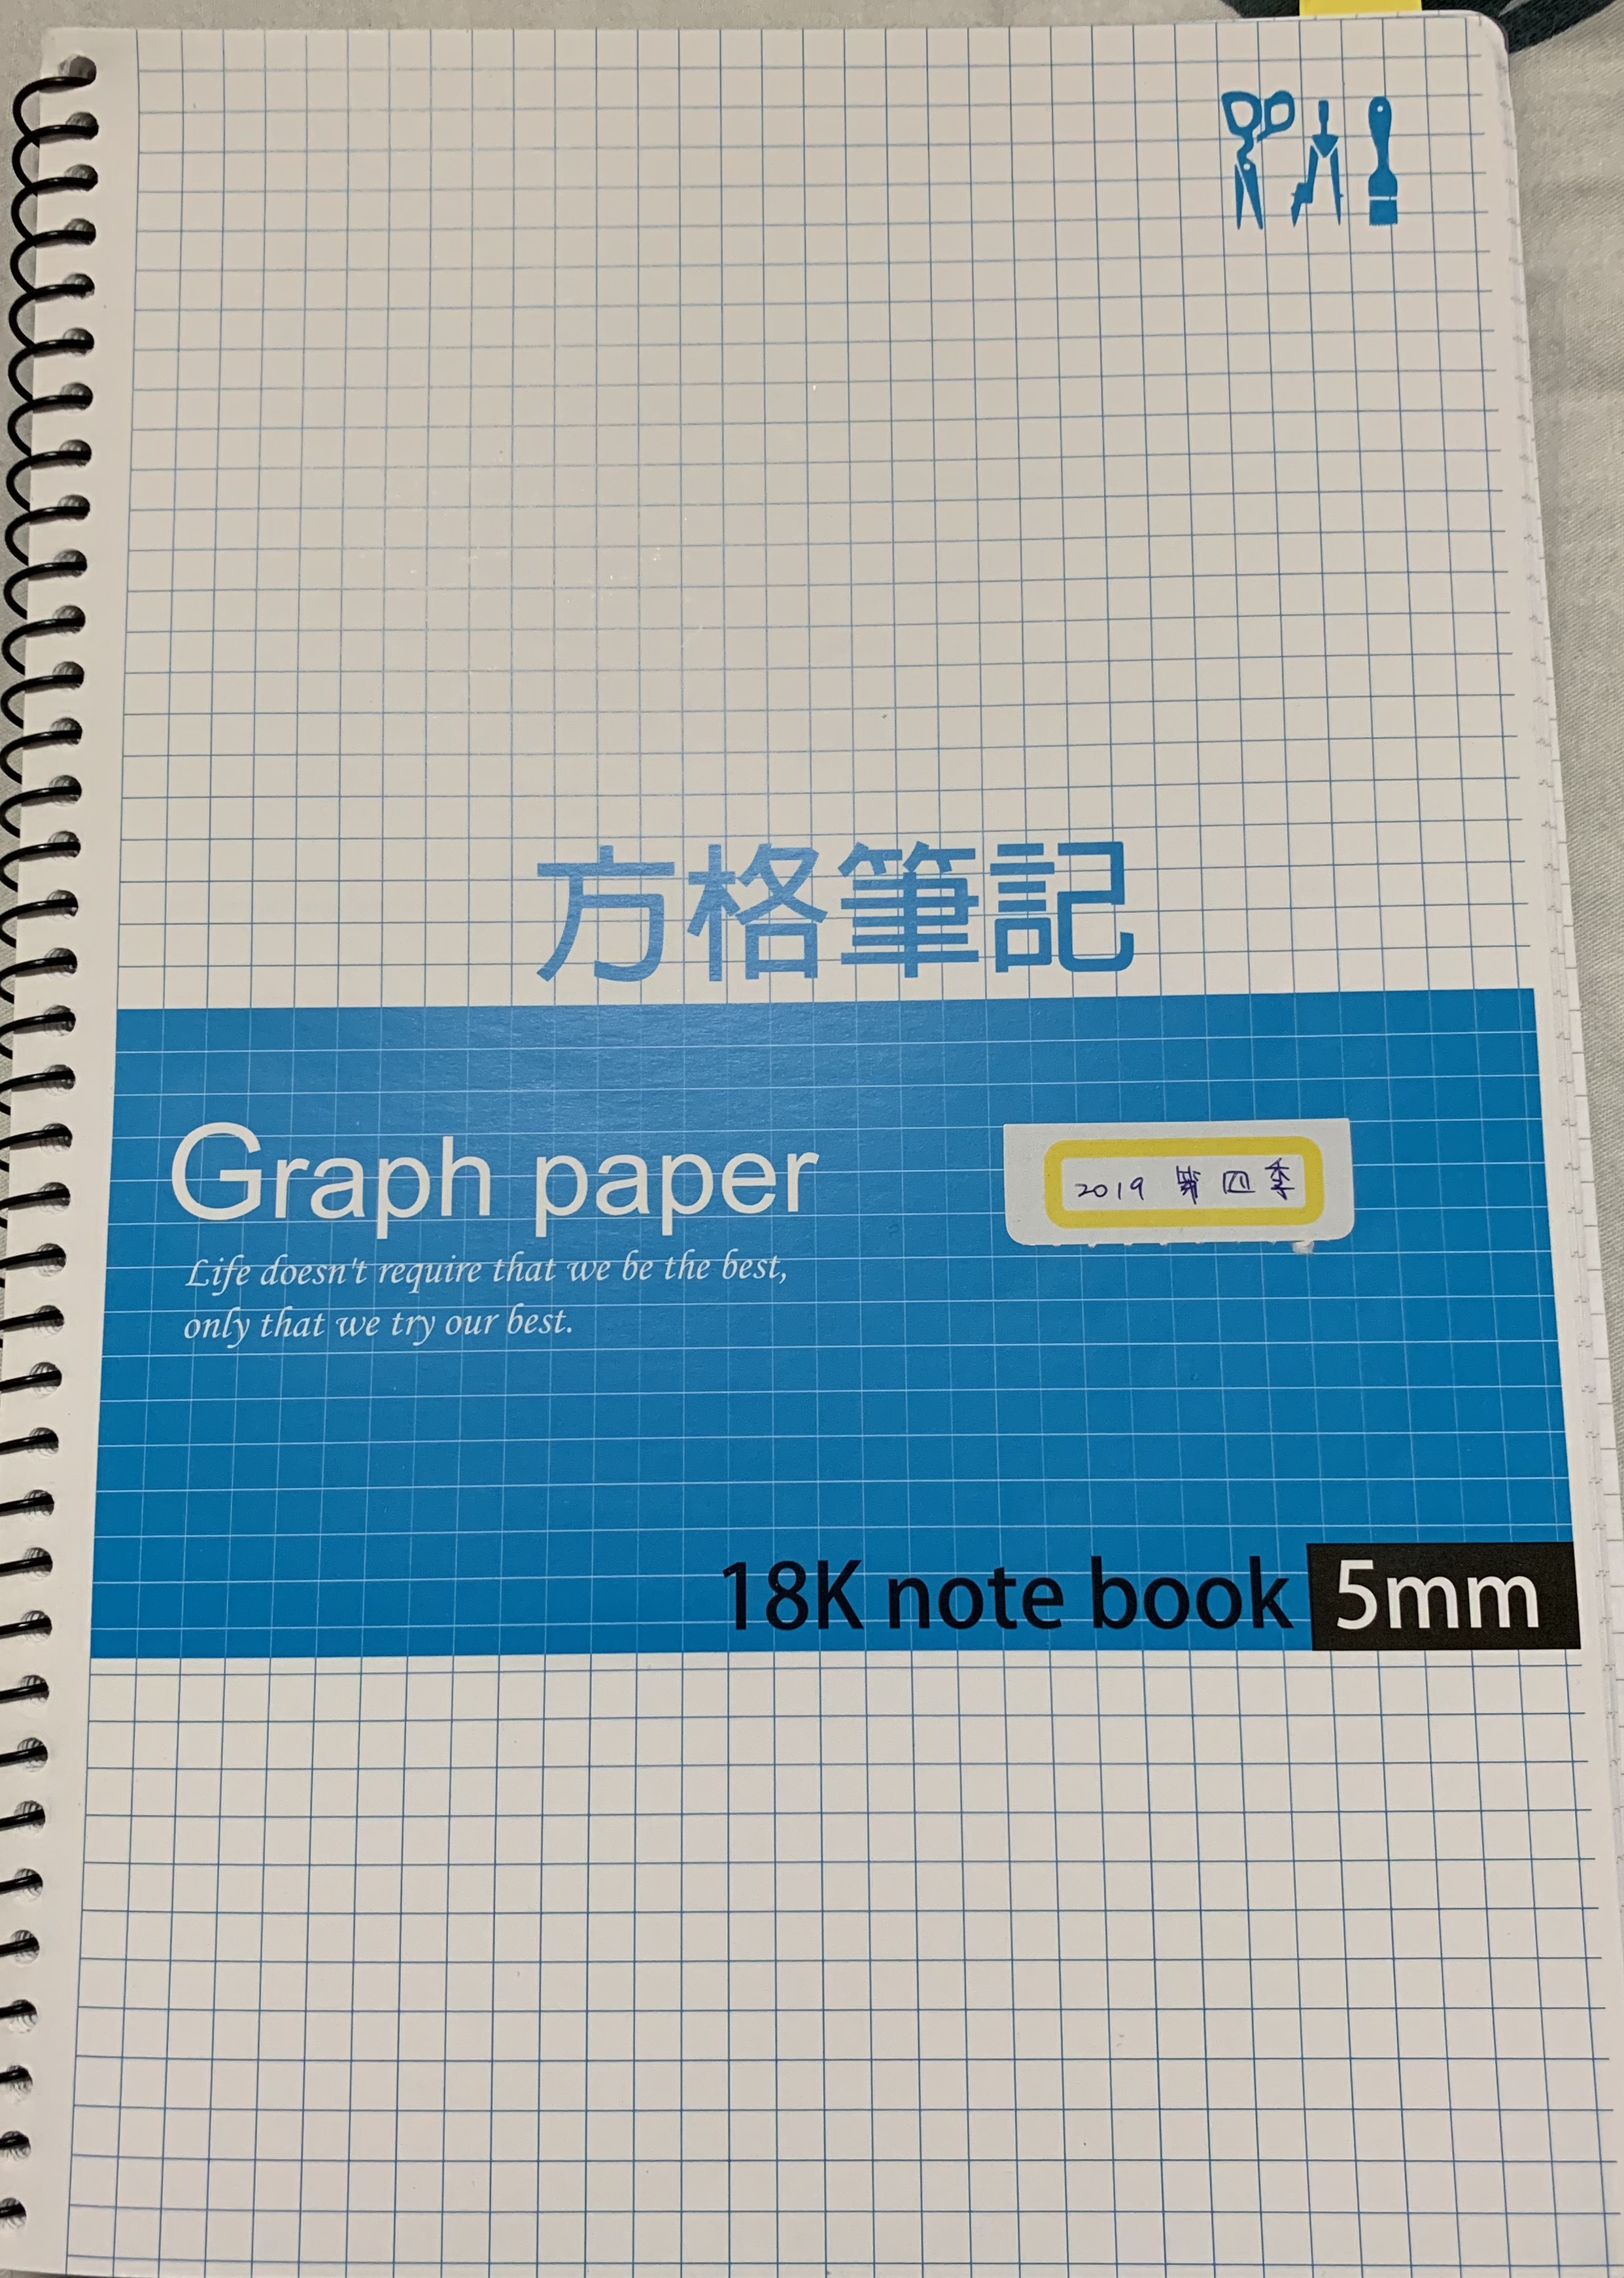 方格筆記
Graph paper
2019 第四季
Life doesn't require that we be the best,
only that we try our best.
18K note book 5mm